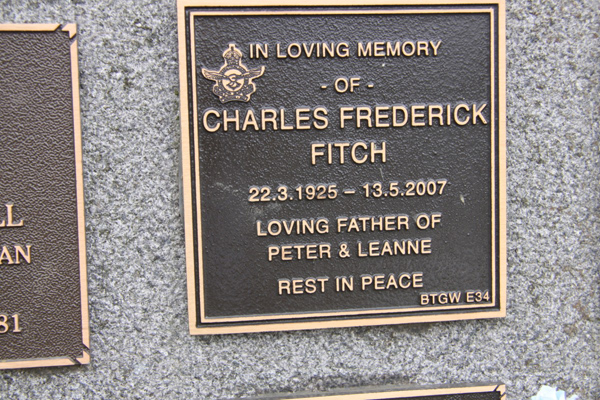 IN LOVING MEMORY
- OF -
CHARLES FREDERICK
FITCH
22.3.1925 – 13.5.2007
LOVING FATHER OF
PETER & LEANNE
REST IN PEACE
BTGW E34
LL
AN
81